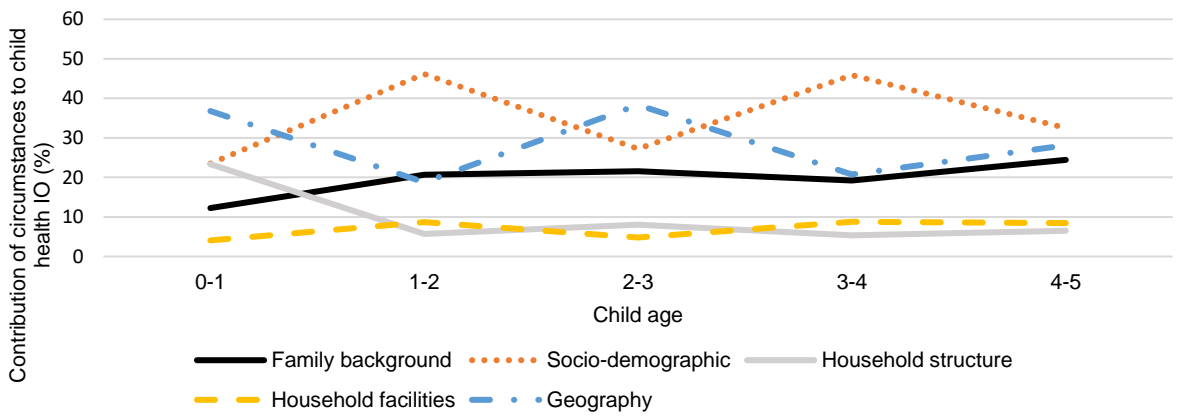 Contribution of circumstances to child
health IO (%)
60
50
40
30
20
10
0
0-1 1-2 2-3 3-4 4-5
Child age
Family background Socio-demographic Household structure
Household facilities Geography